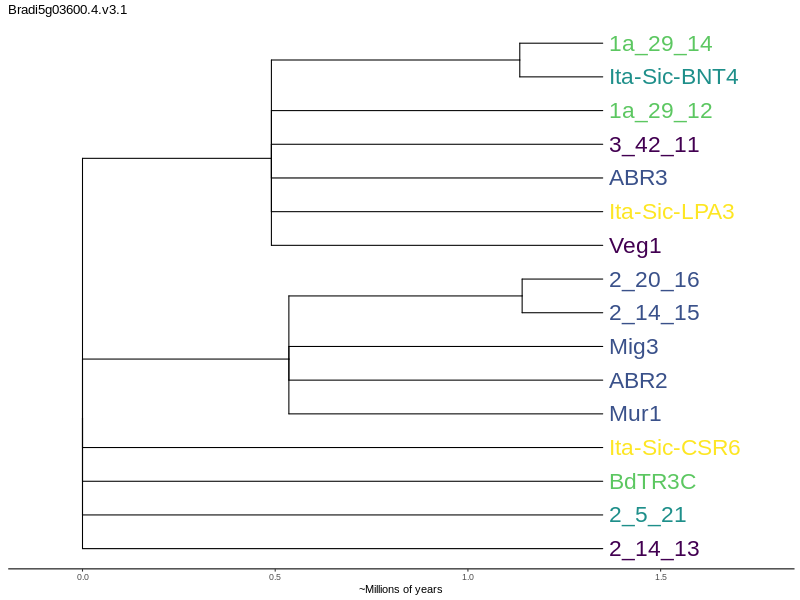 Bradi5g03600.4.v3.1
1a_29_14
Ita-Sic-BNT4
1a_29_12
3_42_11
ABR3
Ita-Sic-LPA3
Veg1
2_20_16
2_14_15
Mig3
ABR2
Mur1
Ita-Sic-CSR6
BdTR3C
2_5_21
2_14_13
0.0 0.5 1.0 1.5
~Millions of years